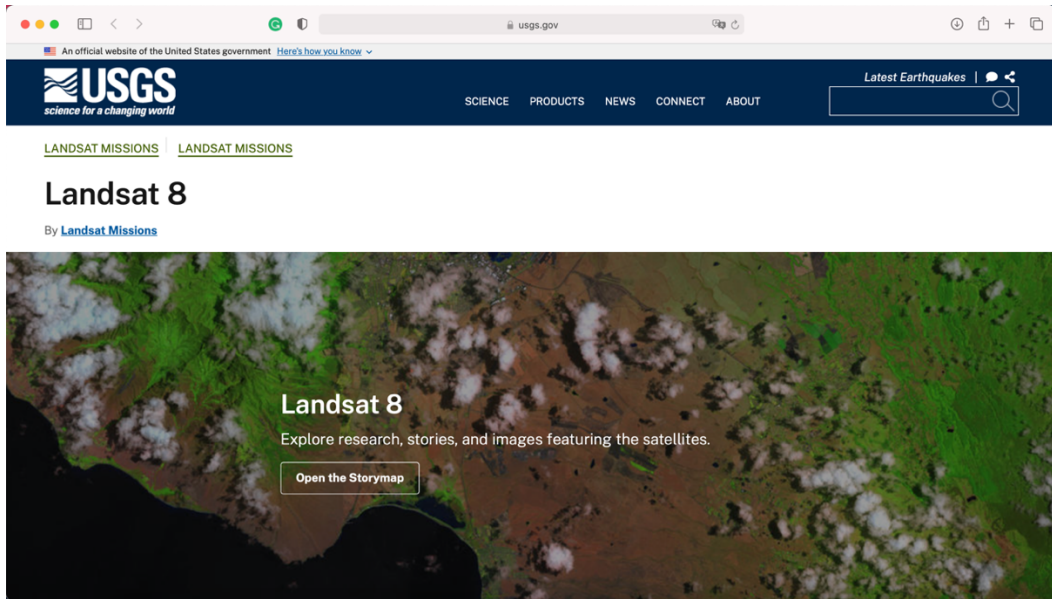 usgs.gov
An official website of the United States government Here's how you know
USGS
science for a changing world
SCIENCE PRODUCTS NEWS CONNECT ABOUT
Latest Earthquakes |
LANDSAT MISSIONS LANDSAT MISSIONS
Landsat 8
By Landsat Missions
Landsat 8
Explore research, stories, and images featuring the satellites.
Open the Storymap